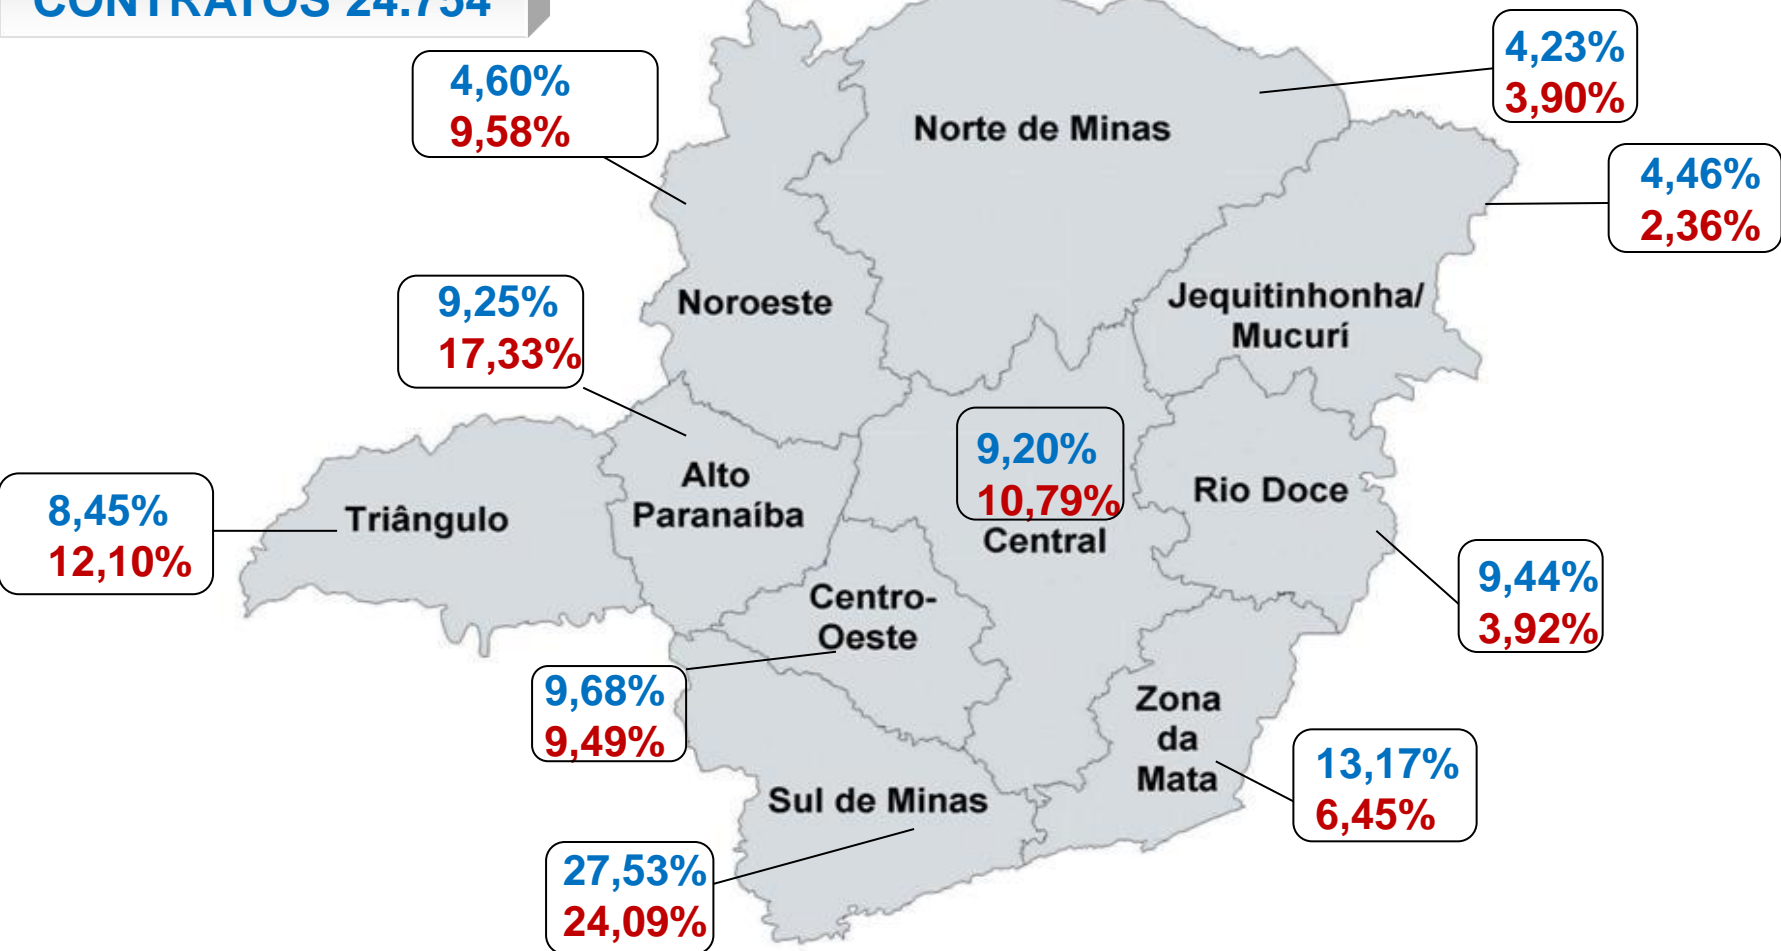 CONTRATOS 24.754
4,60%
9,58%
4,23%
3,90%
Norte de Minas
4,46%
2,36%
9,25%
17,33%
Noroeste
Jequitinhonha/
Mucurí
9,20%
10,79%
Central
Alto
Paranaíba
Rio Doce
8,45%
12,10%
Triângulo
9,44%
3,92%
Centro-
Oeste
9,68%
9,49%
Zona
da
Mata
13,17%
6,45%
Sul de Minas
27,53%
24,09%